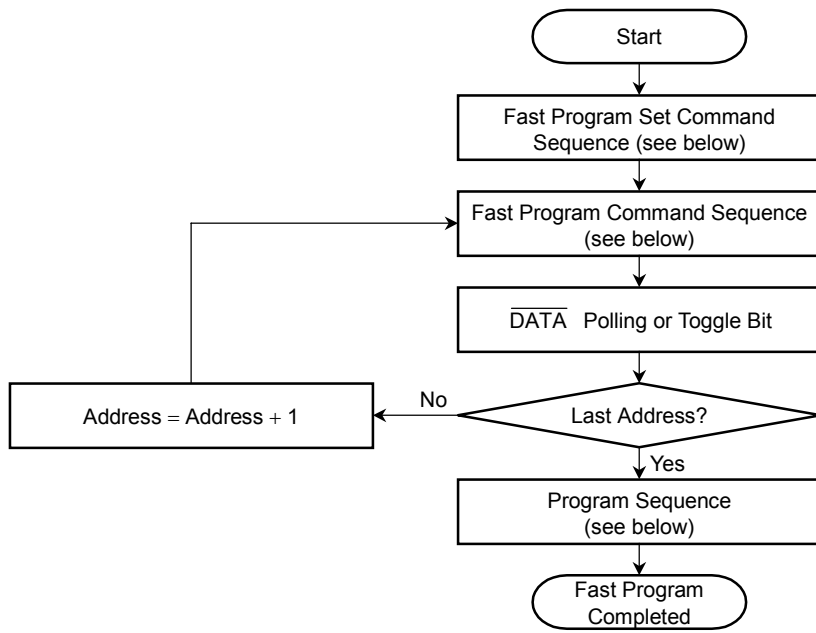 Start
Fast Program Set Command
Sequence (see below)
Fast Program Command Sequence
(see below)
DATA Polling or Toggle Bit
Last Address?
No
Address = Address + 1
Yes
Program Sequence
(see below)
Fast Program
Completed